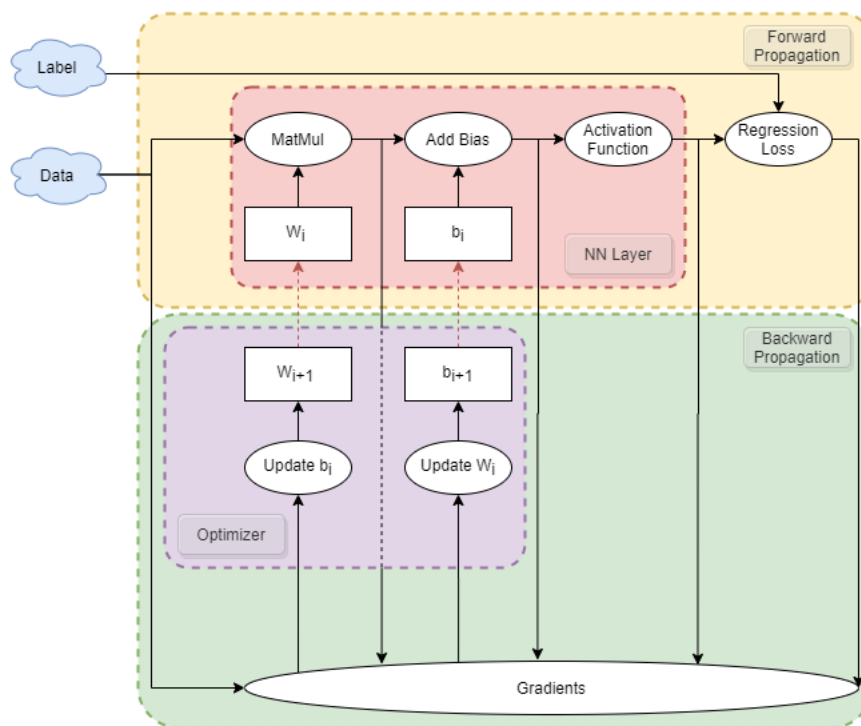 Forward
Propagation
Label
MatMul
Add Bias
Activation
Function
Regression
Loss
Data
Wi
bi
NN Layer
Backward
Propagation
Wi+1
bi+1
Update bi
Update Wi
Optimizer
Gradients